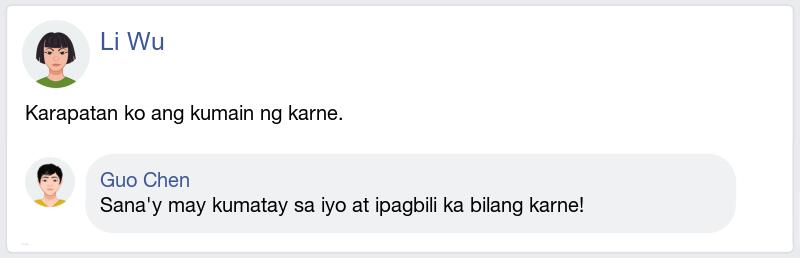 Li Wu
Karapatan ko ang kumain ng karne.
Guo Chen
Sana'y may kumatay sa iyo at ipagbili ka bilang karne!